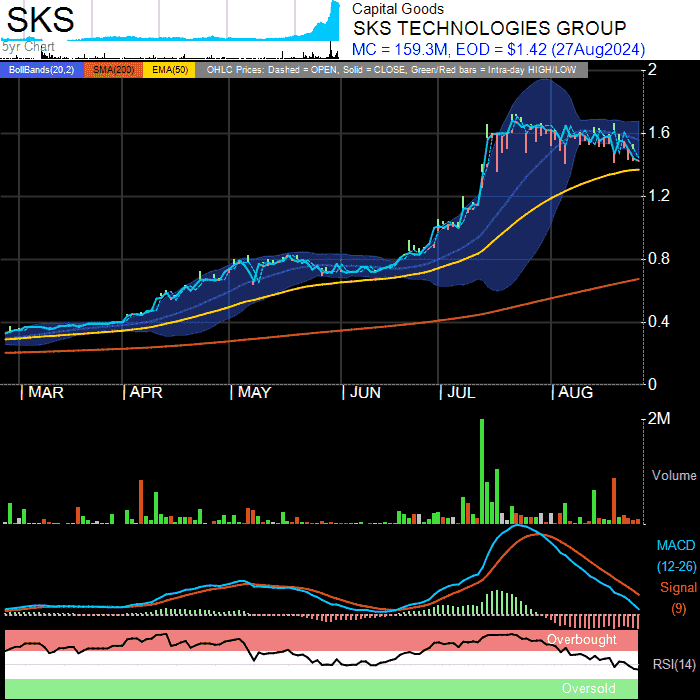 SKS
5yr Chart
Capital Goods
SKS TECHNOLOGIES GROUP
MC = 159.3M, EOD = $1.42 (27Aug2024)
BollBands(20,2) SMA(200) EMA(50) OHLC Prices: Dashed = OPEN, Solid = CLOSE, Green/Red bars = Intra-day HIGH/LOW
2
1.6
1.2
0.8
0.4
0
| MAR | APR | MAY | JUN | JUL | AUG
2M
Volume
MACD
(12-26)
Signal
(9)
Overbought
RSI(14)
Oversold